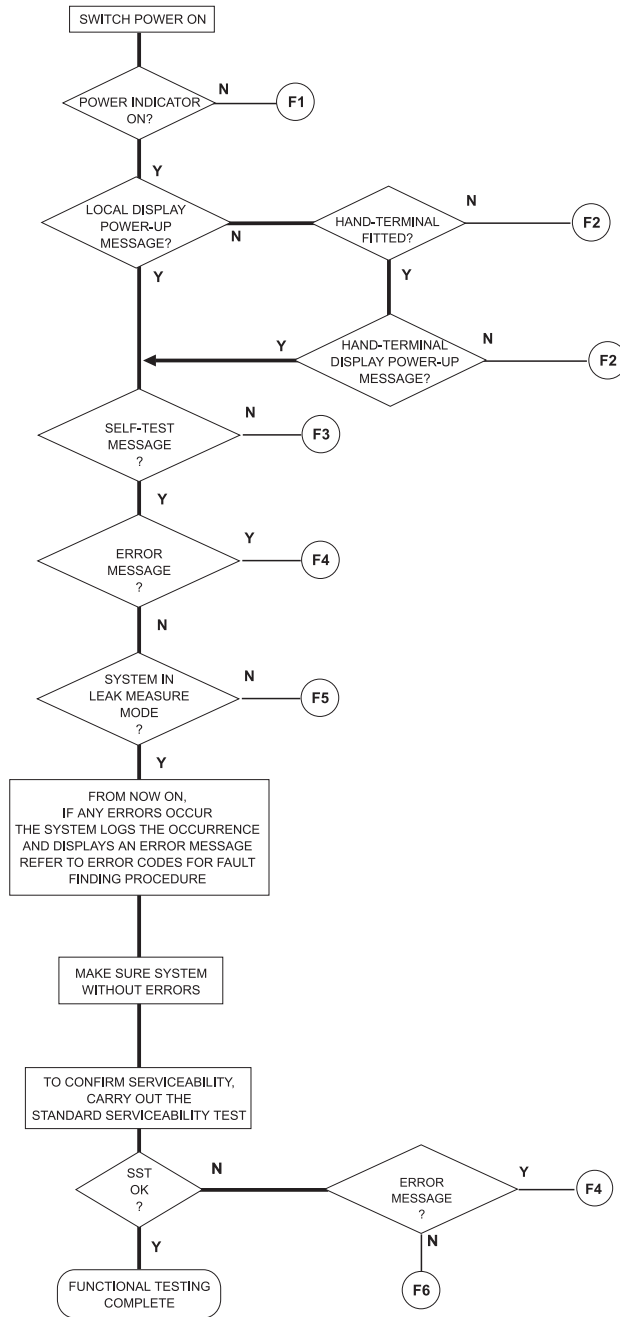 SWITCH POWER ON
POWER INDICATOR
ON?
N
F1
Y
LOCAL DISPLAY
POWER-UP
MESSAGE?
N
HAND-TERMINAL
FITTED?
N
F2
Y
Y
HAND-TERMINAL
DISPLAY POWER-UP
MESSAGE?
Y
N
F2
SELF-TEST
MESSAGE
?
N
F3
Y
ERROR
MESSAGE
?
Y
F4
N
SYSTEM IN
LEAK MEASURE
MODE
?
N
F5
Y
FROM NOW ON,
IF ANY ERRORS OCCUR
THE SYSTEM LOGS THE OCCURRENCE
AND DISPLAYS AN ERROR MESSAGE
REFER TO ERROR CODES FOR FAULT
FINDING PROCEDURE
MAKE SURE SYSTEM
WITHOUT ERRORS
TO CONFIRM SERVICEABILITY,
CARRY OUT THE
STANDARD SERVICEABILITY TEST
SST
OK
?
N
ERROR
MESSAGE
?
Y
F4
N
F6
Y
FUNCTIONAL TESTING
COMPLETE